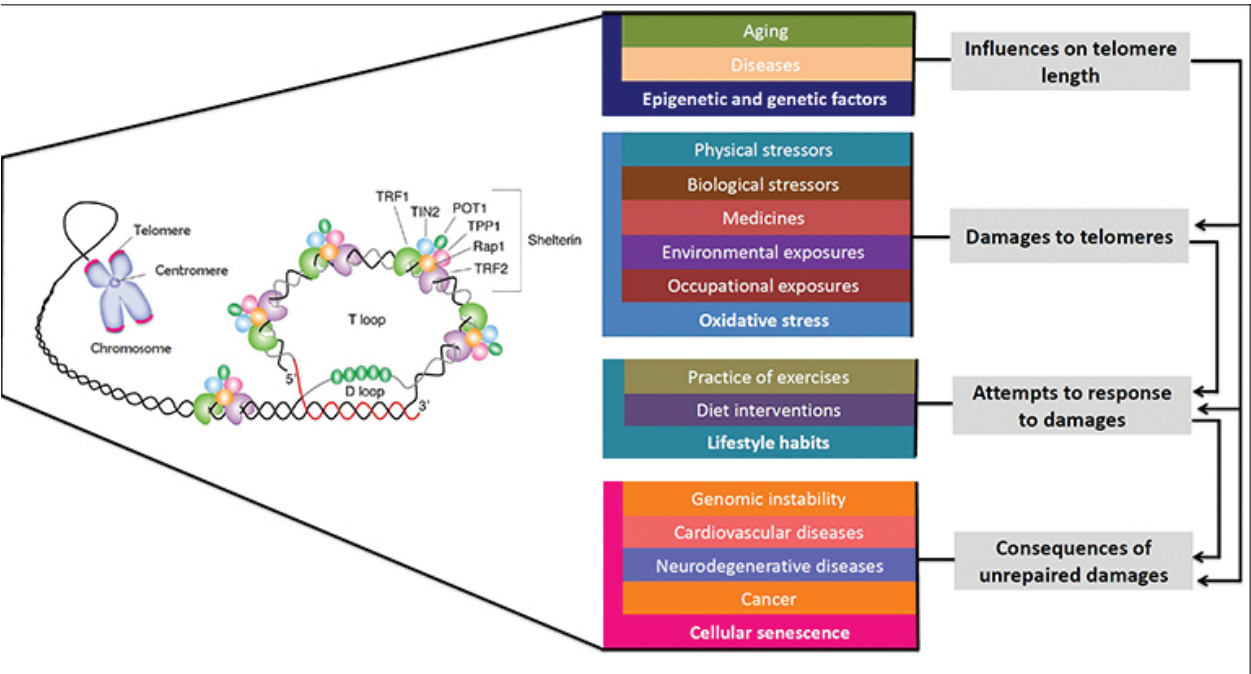 Telomere
Centromere
Chromosome
TRF1
TIN2
POT1
TPP1
Rap1
TRF2
Shelterin
T loop
5'
D loop
3'
Aging
Diseases
Epigenetic and genetic factors
Influences on telomere
length
Physical stressors
Biological stressors
Medicines
Environmental exposures
Occupational exposures
Oxidative stress
Damages to telomeres
Practice of exercises
Diet interventions
Lifestyle habits
Attempts to response
to damages
Genomic instability
Cardiovascular diseases
Neurodegenerative diseases
Cancer
Cellular senescence
Consequences of
unrepaired damages